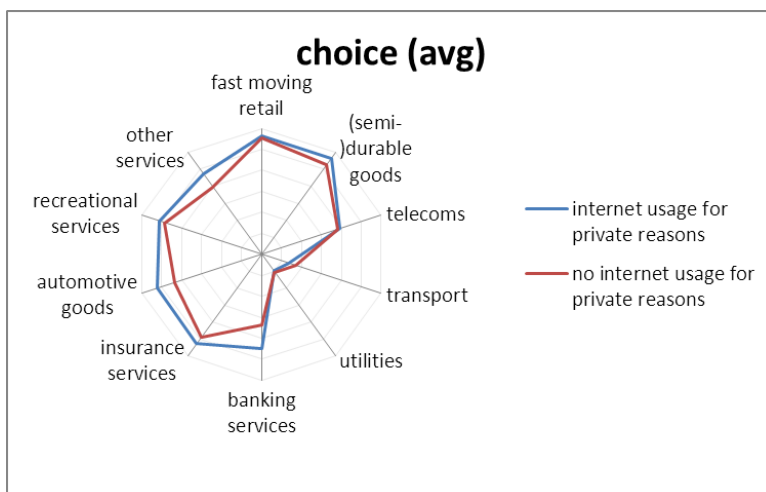 choice (avg)
fast moving
retail
(semi-
)durable
goods
telecoms
transport
utilities
banking
services
insurance
services
automotive
goods
recreational
services
other
services
internet usage for
private reasons
no internet usage for
private reasons